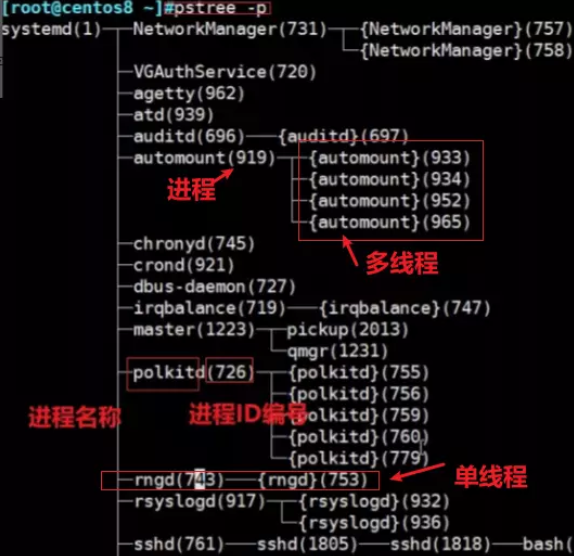 [root@centos8 ~]#pstree -p
systemd(1)─┬─NetworkManager(731)─┬─{NetworkManager}(757)
└─{NetworkManager}(758)
├─VGAuthService(720)
├─agetty(962)
├─atd(939)
├─auditd(696)───{auditd}(697)
├─automount(919)─┬─{automount}(933)
进程
├─{automount}(934)
├─{automount}(952)
└─{automount}(965)
多线程
├─chronyd(745)
├─crond(921)
├─dbus-daemon(727)
├─irqbalance(719)───{irqbalance}(747)
├─master(1223)─┬─pickup(2013)
└─qmgr(1231)
├─polkitd(726)─┬─{polkitd}(755)
├─{polkitd}(756)
进程名称 进程ID编号 ├─{polkitd}(759)
├─{polkitd}(760)
└─{polkitd}(779)
├─rngd(743)───{rngd}(753) 单线程
├─rsyslogd(917)─┬─{rsyslogd}(932)
└─{rsyslogd}(936)
├─sshd(761)───sshd(1805)───sshd(1818)───bash(